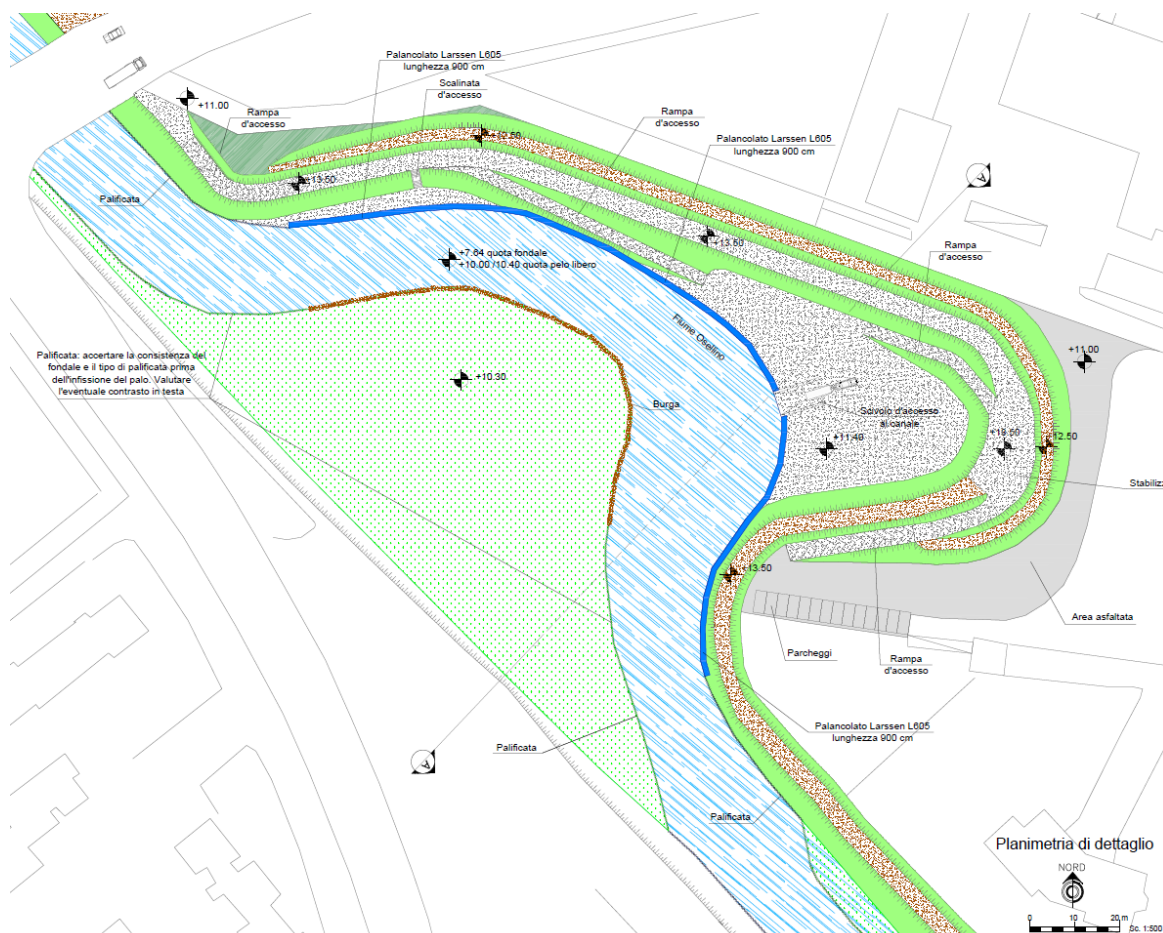 Palancolato Larssen L605
lunghezza 900 cm
Scalinata
d'accesso
+11.00
Rampa
d'accesso
Rampa
d'accesso
Palancolato Larssen L605
lunghezza 900 cm
A
+13.50
Palificata
+13.50
Rampa
d'accesso
+7.64 quota fondale
+10.00 /10.40 quota pelo libero
Fiume Oselino
Palificata: accertare la consistenza del
fondale e il tipo di palificata prima
dell'infissione del palo. Valutare
l'eventuale contrasto in testa
+11.00
+10.30
Burga
Scivolo d'accesso
al canale
+11.40
+12.50
Stabilizz
+13.50
Area asfaltata
Parcheggi
Rampa
d'accesso
Palancolato Larssen L605
lunghezza 900 cm
Palificata
A
Palificata
Planimetria di dettaglio
NORD
0 10 20 m
Sc. 1:500